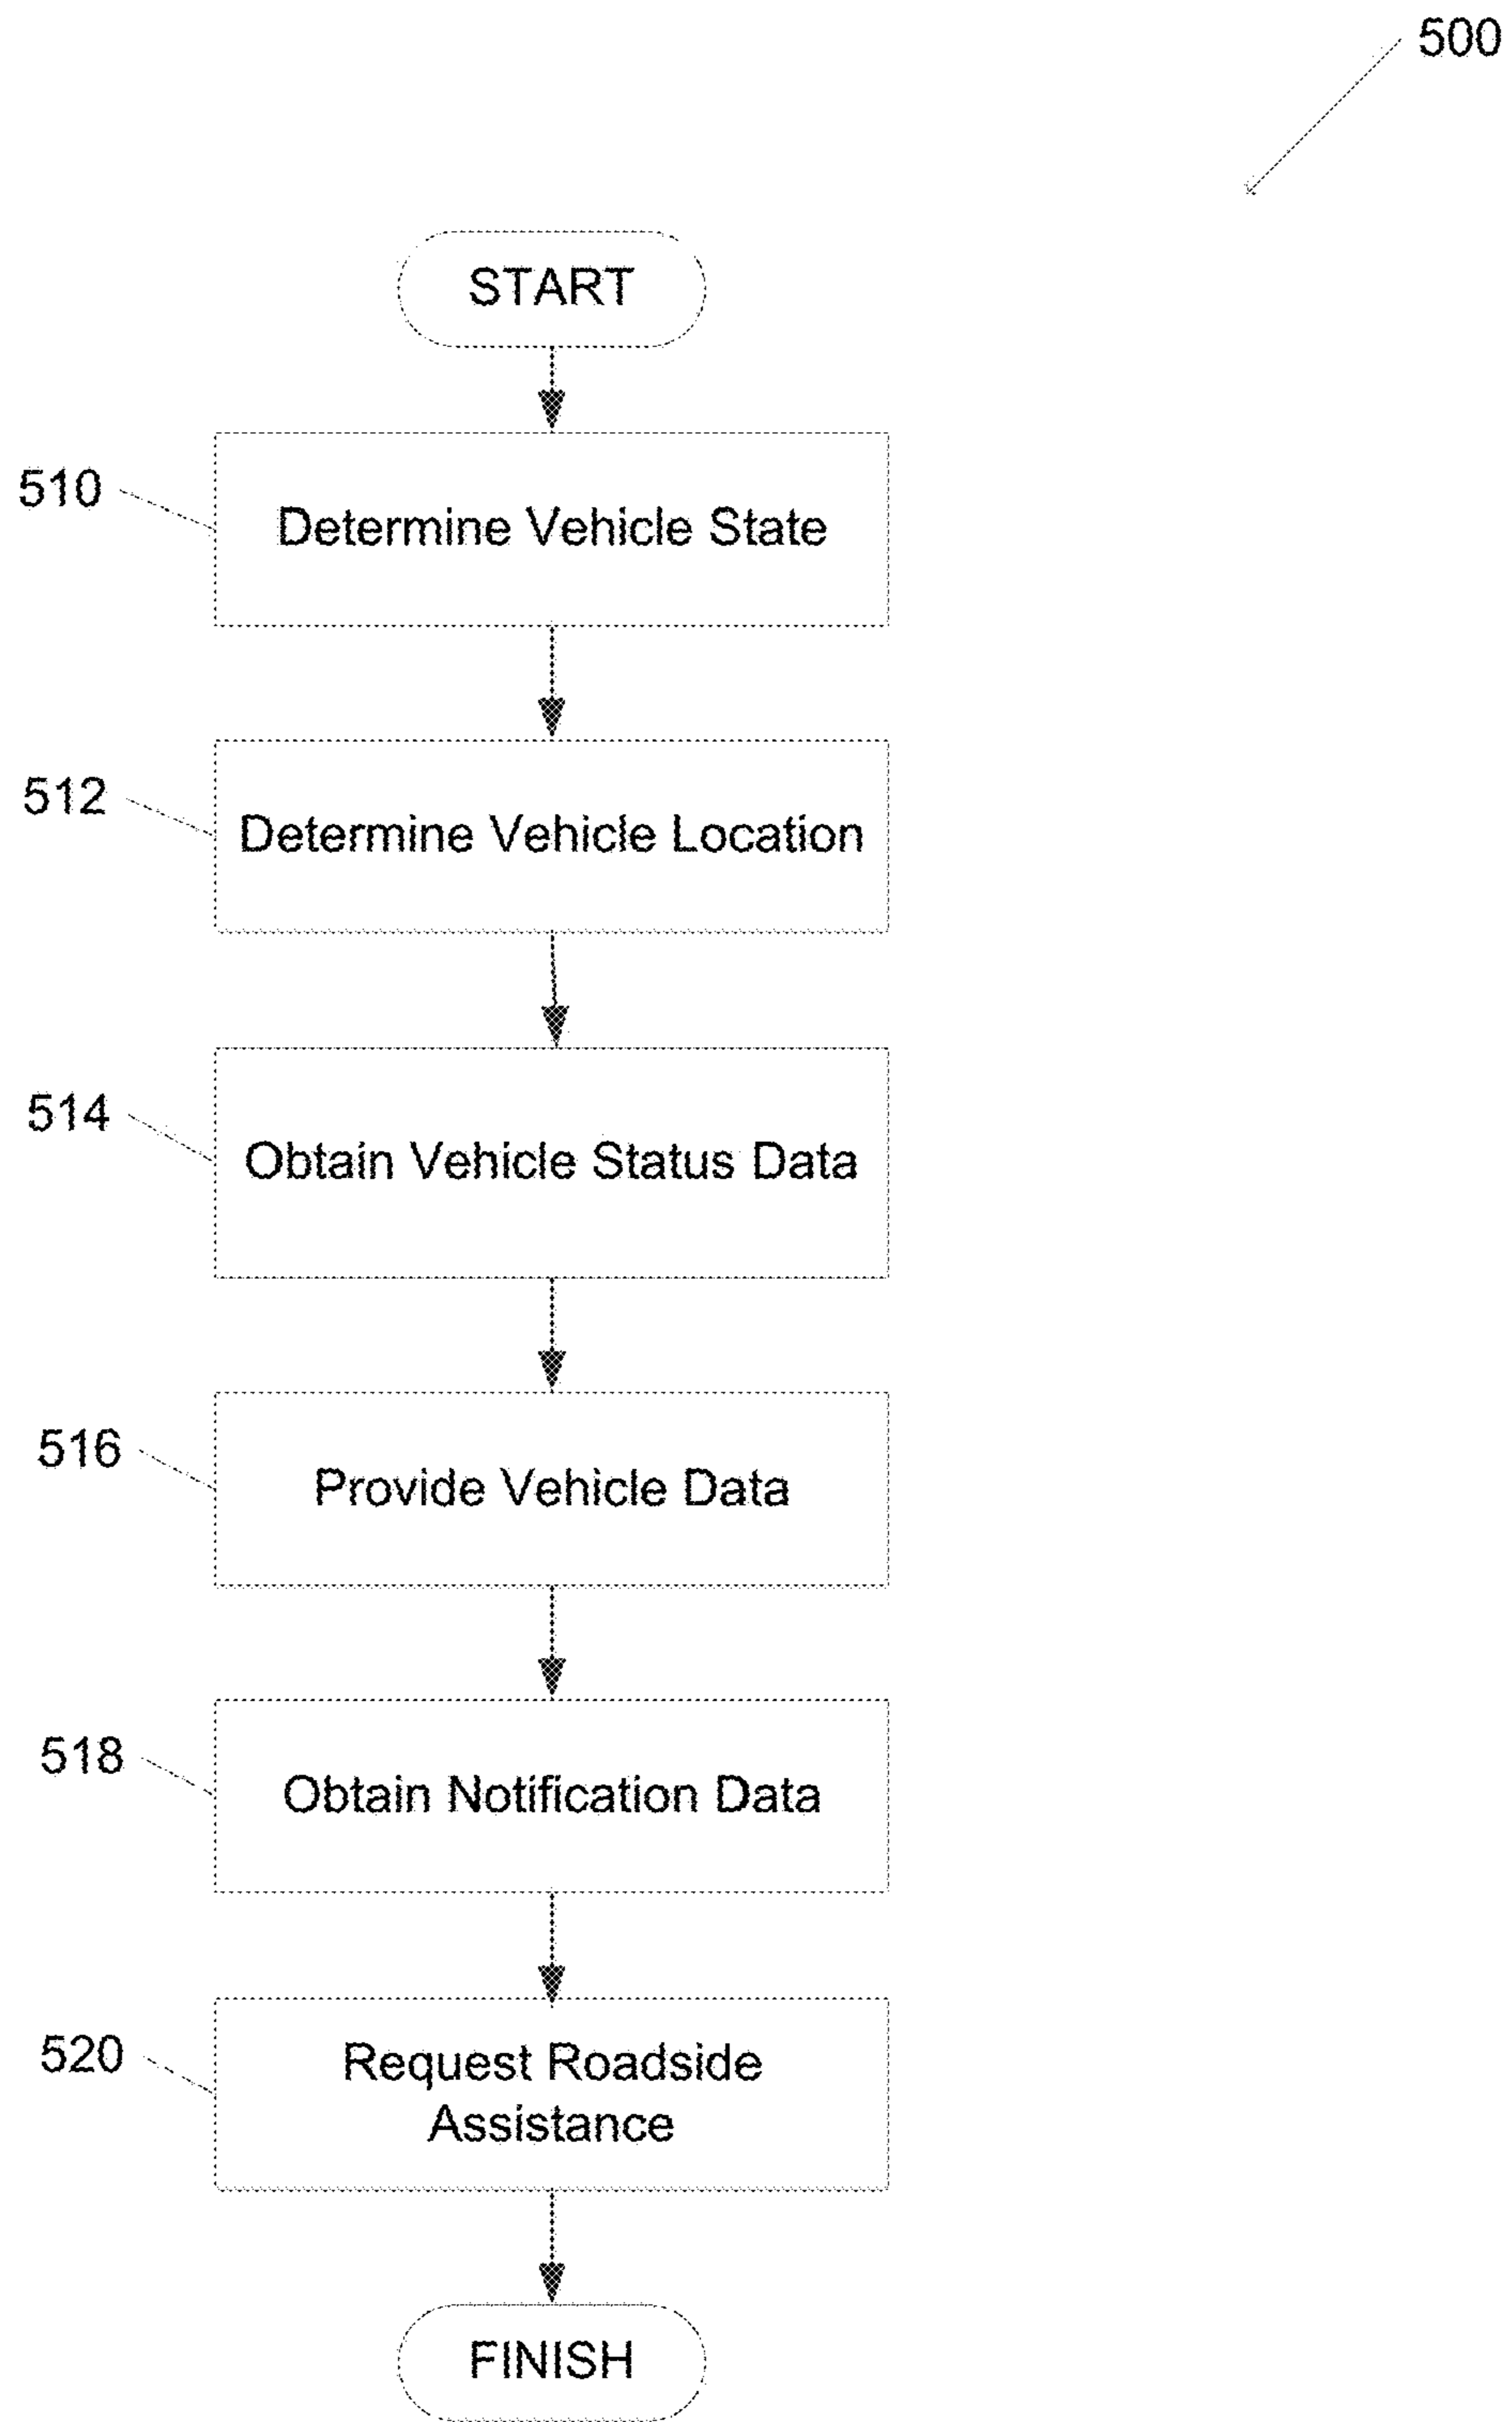 500
START
510
Determine Vehicle State
512
Determine Vehicle Location
514
Obtain Vehicle Status Data
516
Provide Vehicle Data
518
Obtain Notification Data
520
Request Roadside
Assistance
FINISH